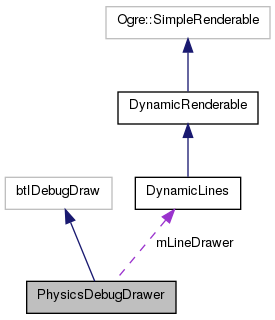 Ogre::SimpleRenderable
DynamicRenderable
btIDebugDraw
DynamicLines
mLineDrawer
PhysicsDebugDrawer